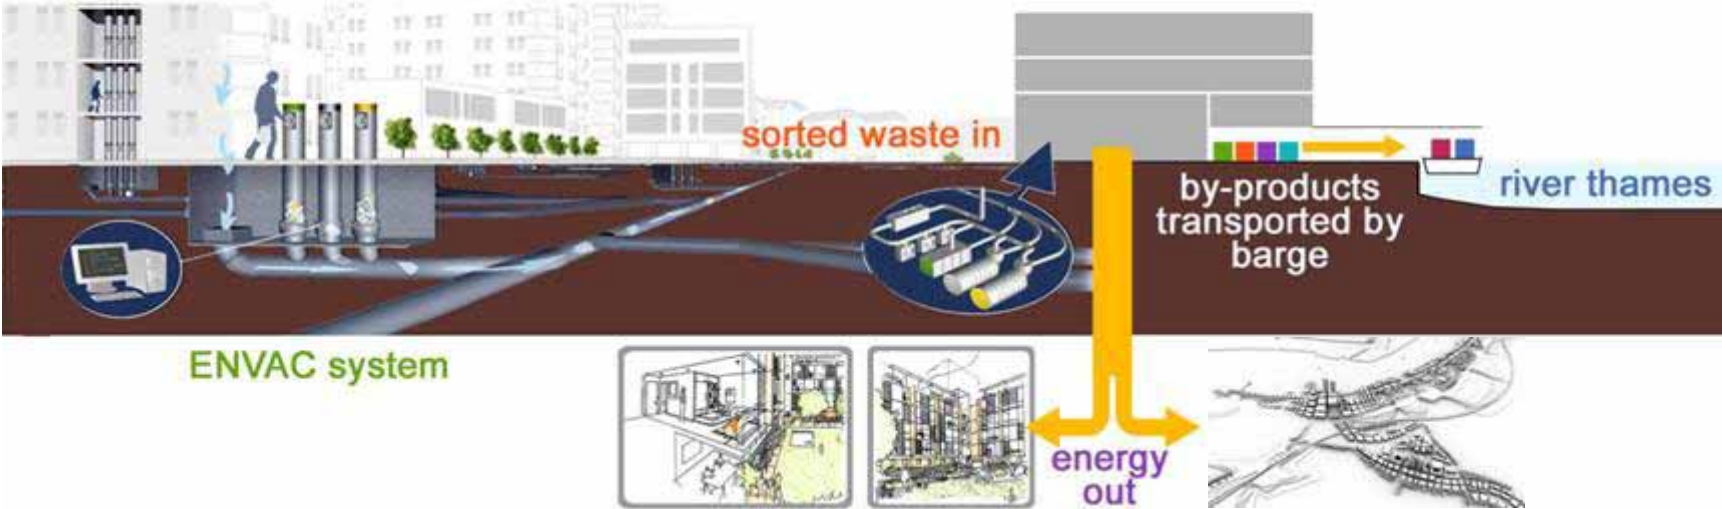 sorted waste in
by-products
transported by
barge
river thames
ENVAC system
energy
out